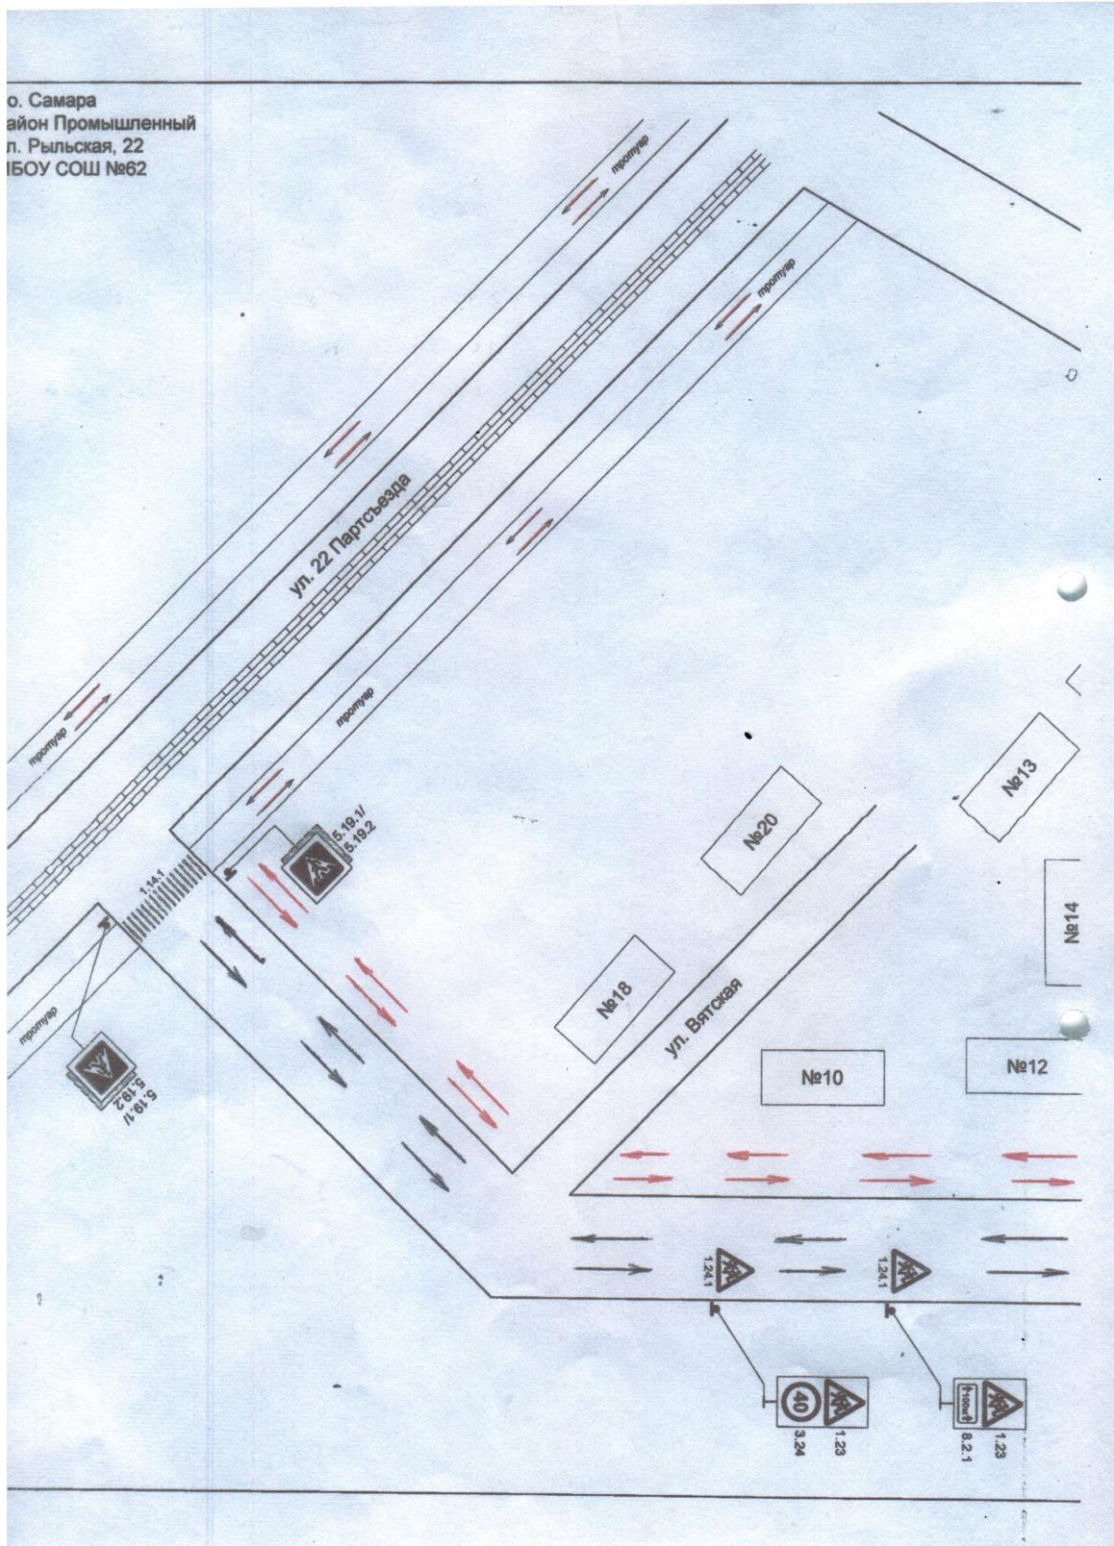 о. Самара
айон Промышленный
л. Рыльская, 22
БОУ СОШ №62
тротуар
тротуар
ул. 22 Партсъезда
тротуар
тротуар
5.19.1/
5.19.2
1.14.1
тротуар
5.19.1/
5.19.2
№13
№20
№14
№18
ул. Вятская
№10
№12
1.24.1
1.24.1
40
3.24
1.23
100м
8.2.1
1.23